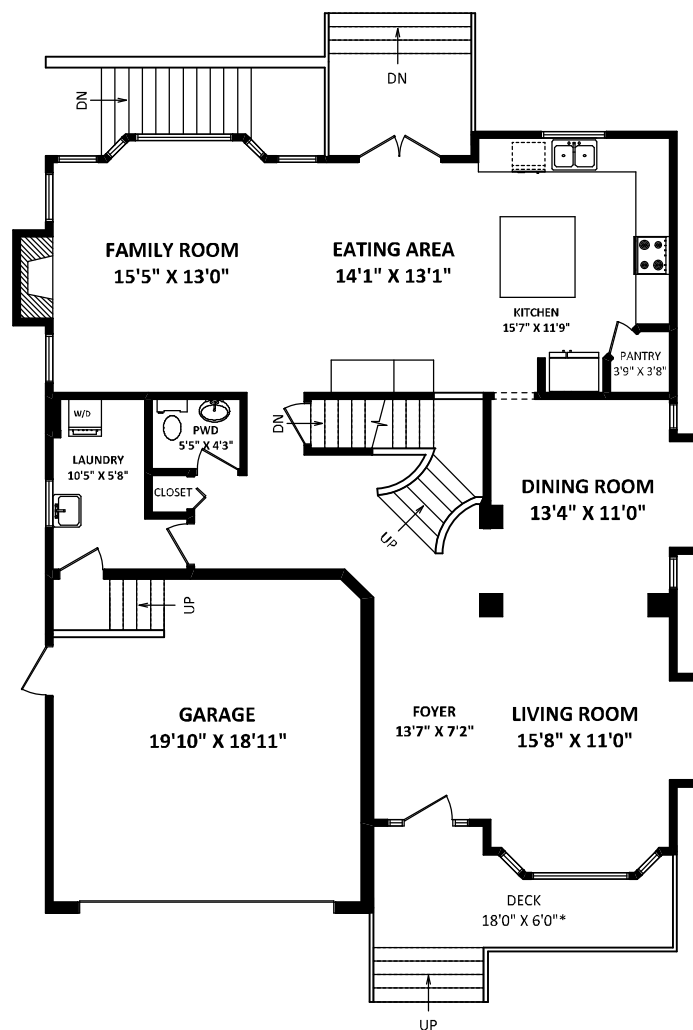 DN
DN
FAMILY ROOM
15'5" X 13'0"
EATING AREA
14'1" X 13'1"
KITCHEN
15'7" X 11'9"
PANTRY
3'9" X 3'8"
W/D
PWD
5'5" X 4'3"
DN
LAUNDRY
10'5" X 5'8"
CLOSET
DINING ROOM
13'4" X 11'0"
UP
UP
GARAGE
19'10" X 18'11"
FOYER
13'7" X 7'2"
LIVING ROOM
15'8" X 11'0"
DECK
18'0" X 6'0"*
UP